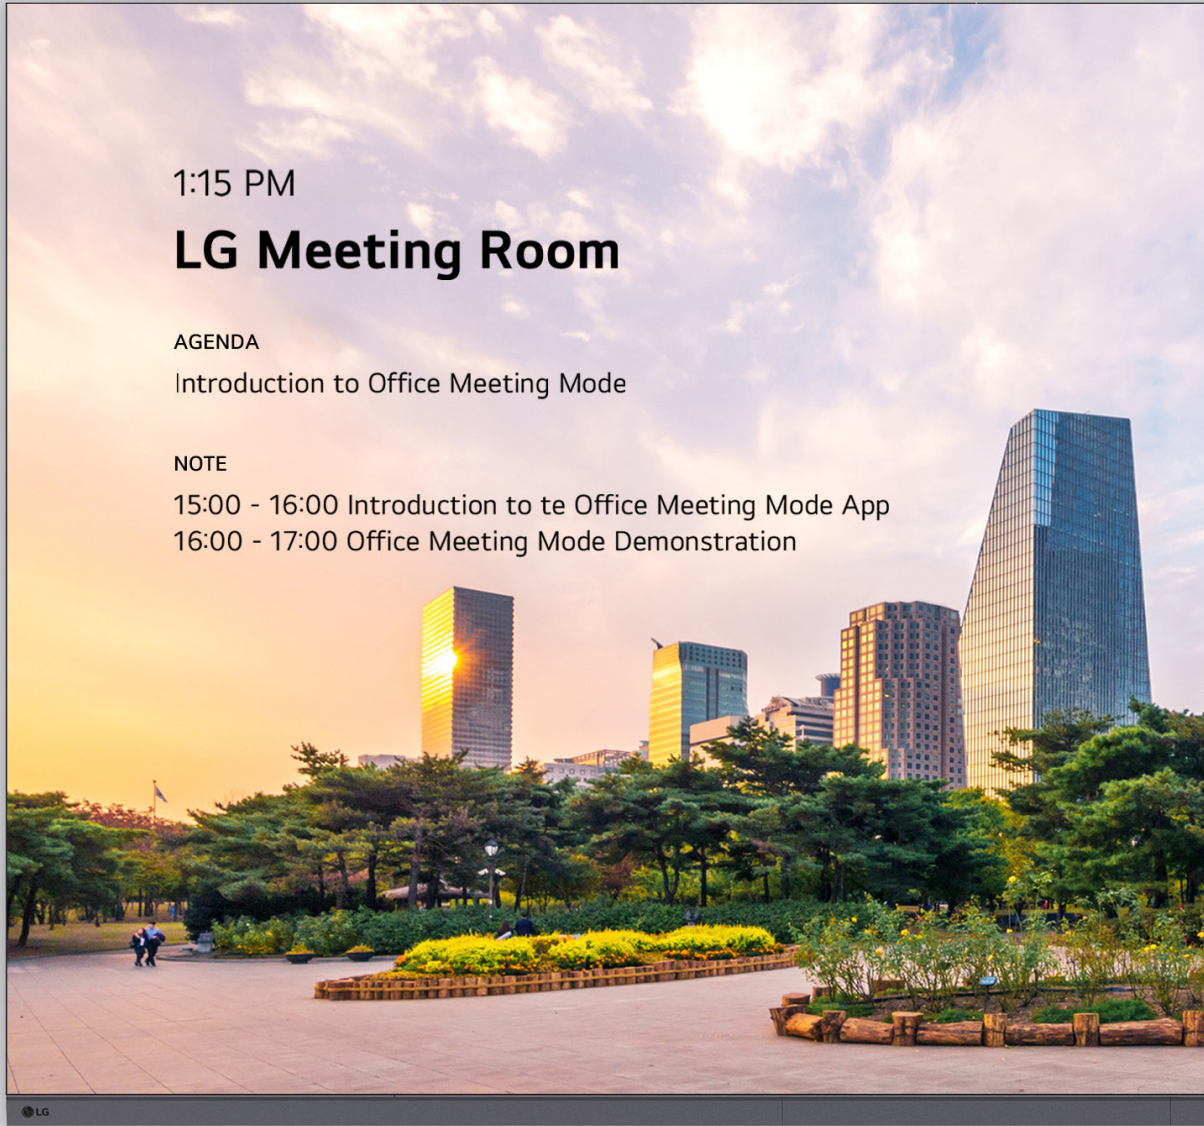 1:15 PM
LG Meeting Room
AGENDA
Introduction to Office Meeting Mode
NOTE
15:00 - 16:00 Introduction to te Office Meeting Mode App
16:00 - 17:00 Office Meeting Mode Demonstration
LG